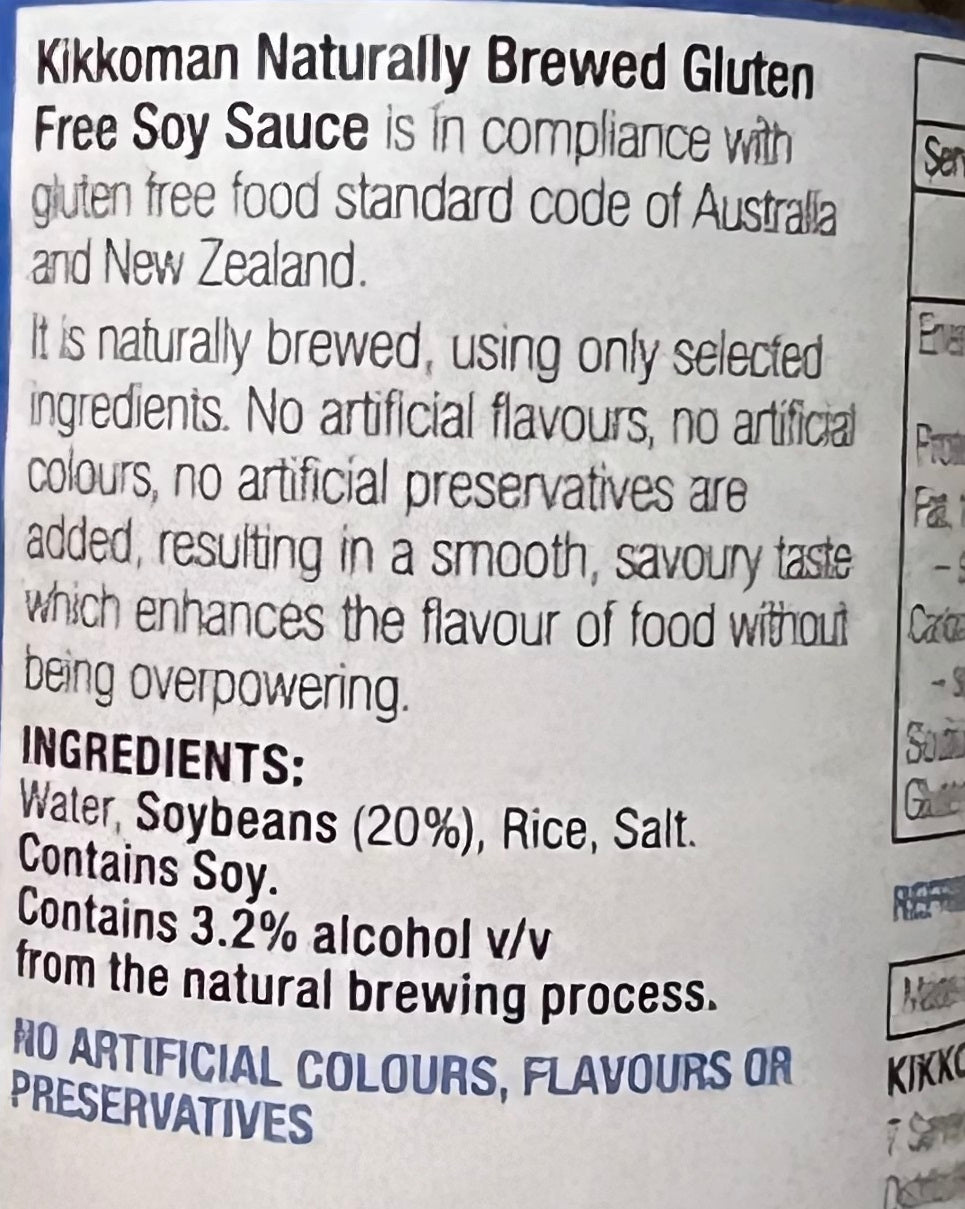 Kikkoman Naturally Brewed Gluten
Free Soy Sauce is in compliance with
gluten free food standard code of Australia
and New Zealand.
It is naturally brewed, using only selected
ingredients. No artificial flavours, no artificial
colours, no artificial preservatives are
added, resulting in a smooth, savoury taste
which enhances the flavour of food without
being overpowering.
INGREDIENTS:
Water, Soybeans (20%), Rice, Salt.
Contains Soy.
Contains 3.2% alcohol v/v
from the natural brewing process.
NO ARTIFICIAL COLOURS, FLAVOURS OR
PRESERVATIVES